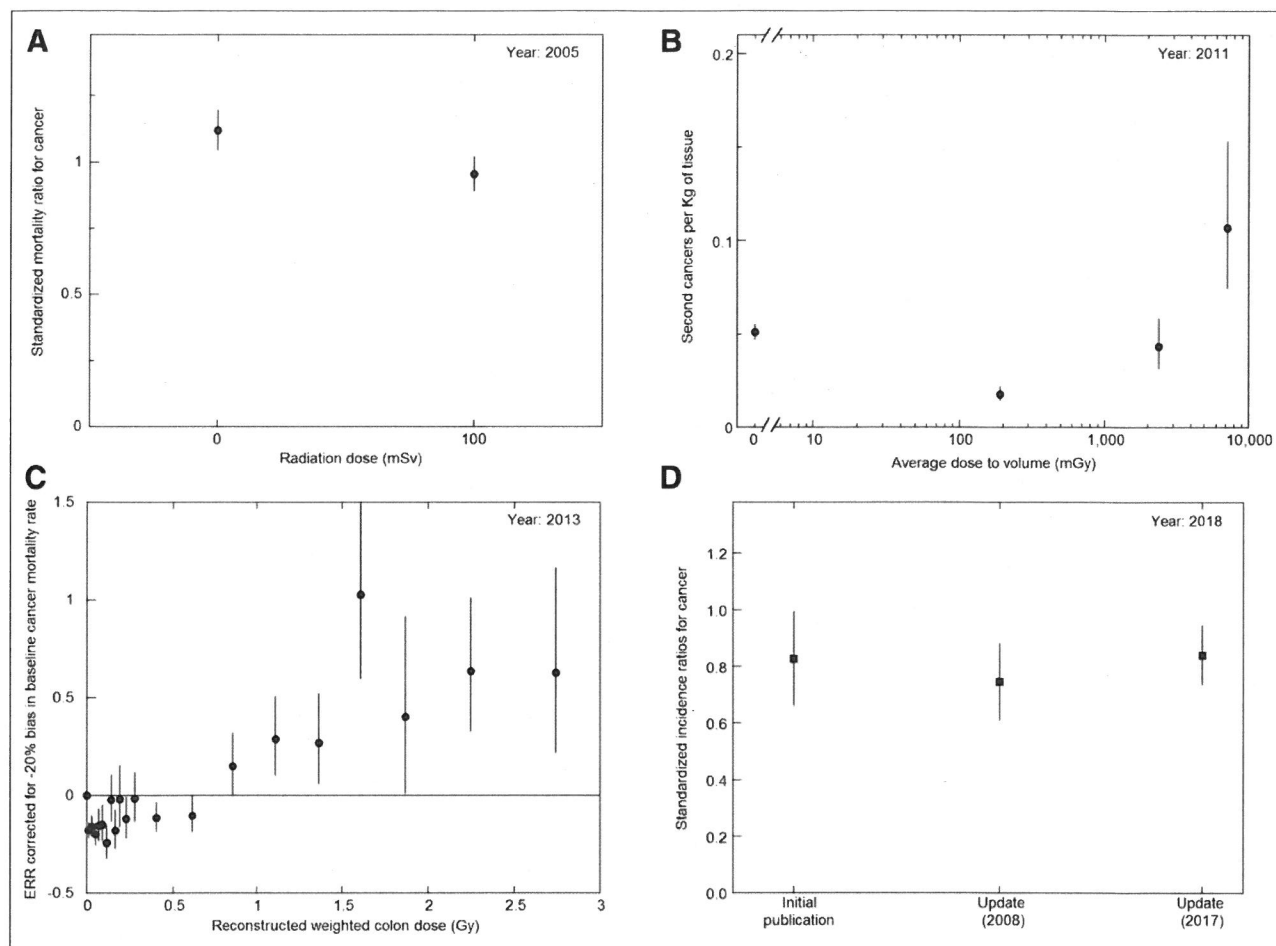 A
Year: 2005
Standardized mortality ratio for cancer
1
0.5
0
0
100
Radiation dose (mSv)
B
Year: 2011
Second cancers per Kg of tissue
0.2
0.1
0
0
10
100
1,000
10,000
Average dose to volume (mGy)
C
Year: 2013
ERR corrected for -20% bias in baseline cancer mortality rate
1.5
1
0.5
0
-0.5
0
0.5
1
1.5
2
2.5
3
Reconstructed weighted colon dose (Gy)
D
Year: 2018
Standardized incidence ratios for cancer
1.2
1.0
0.8
0.6
0.4
0.2
0.0
Initial
publication
Update
(2008)
Update
(2017)